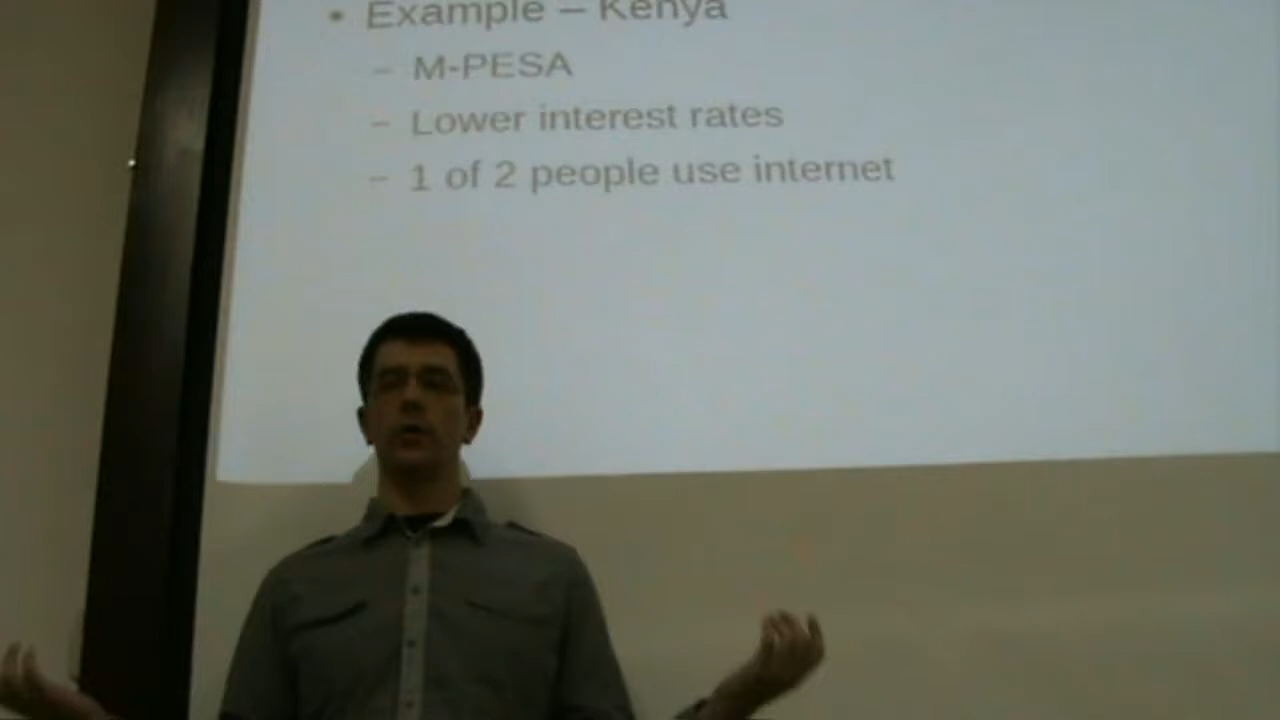 • Example – Kenya
– M-PESA
– Lower interest rates
– 1 of 2 people use internet